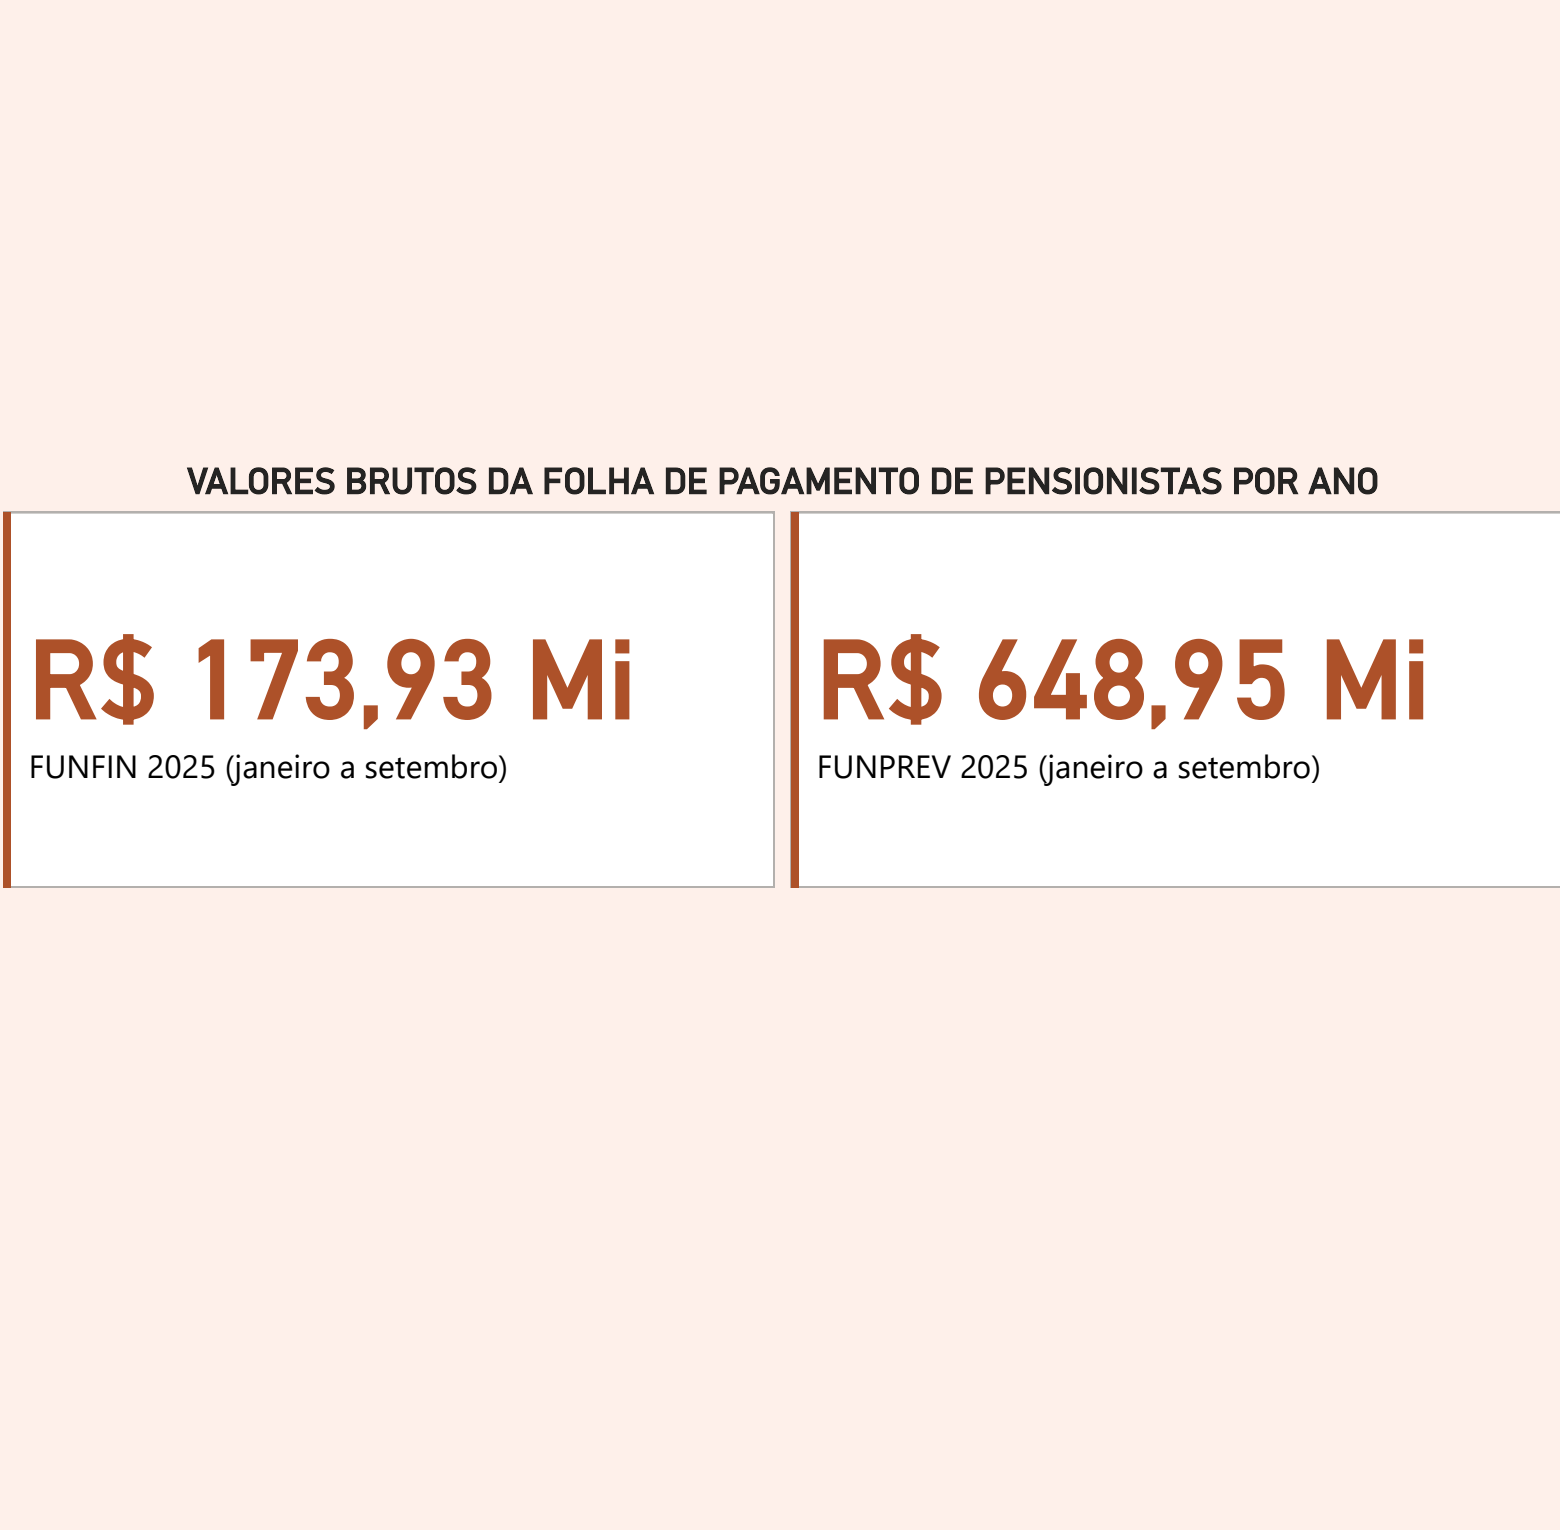 VALORES BRUTOS DA FOLHA DE PAGAMENTO DE PENSIONISTAS POR ANO
R$ 173,93 Mi
FUNFIN 2025 (janeiro a setembro)
R$ 648,95 Mi
FUNPREV 2025 (janeiro a setembro)